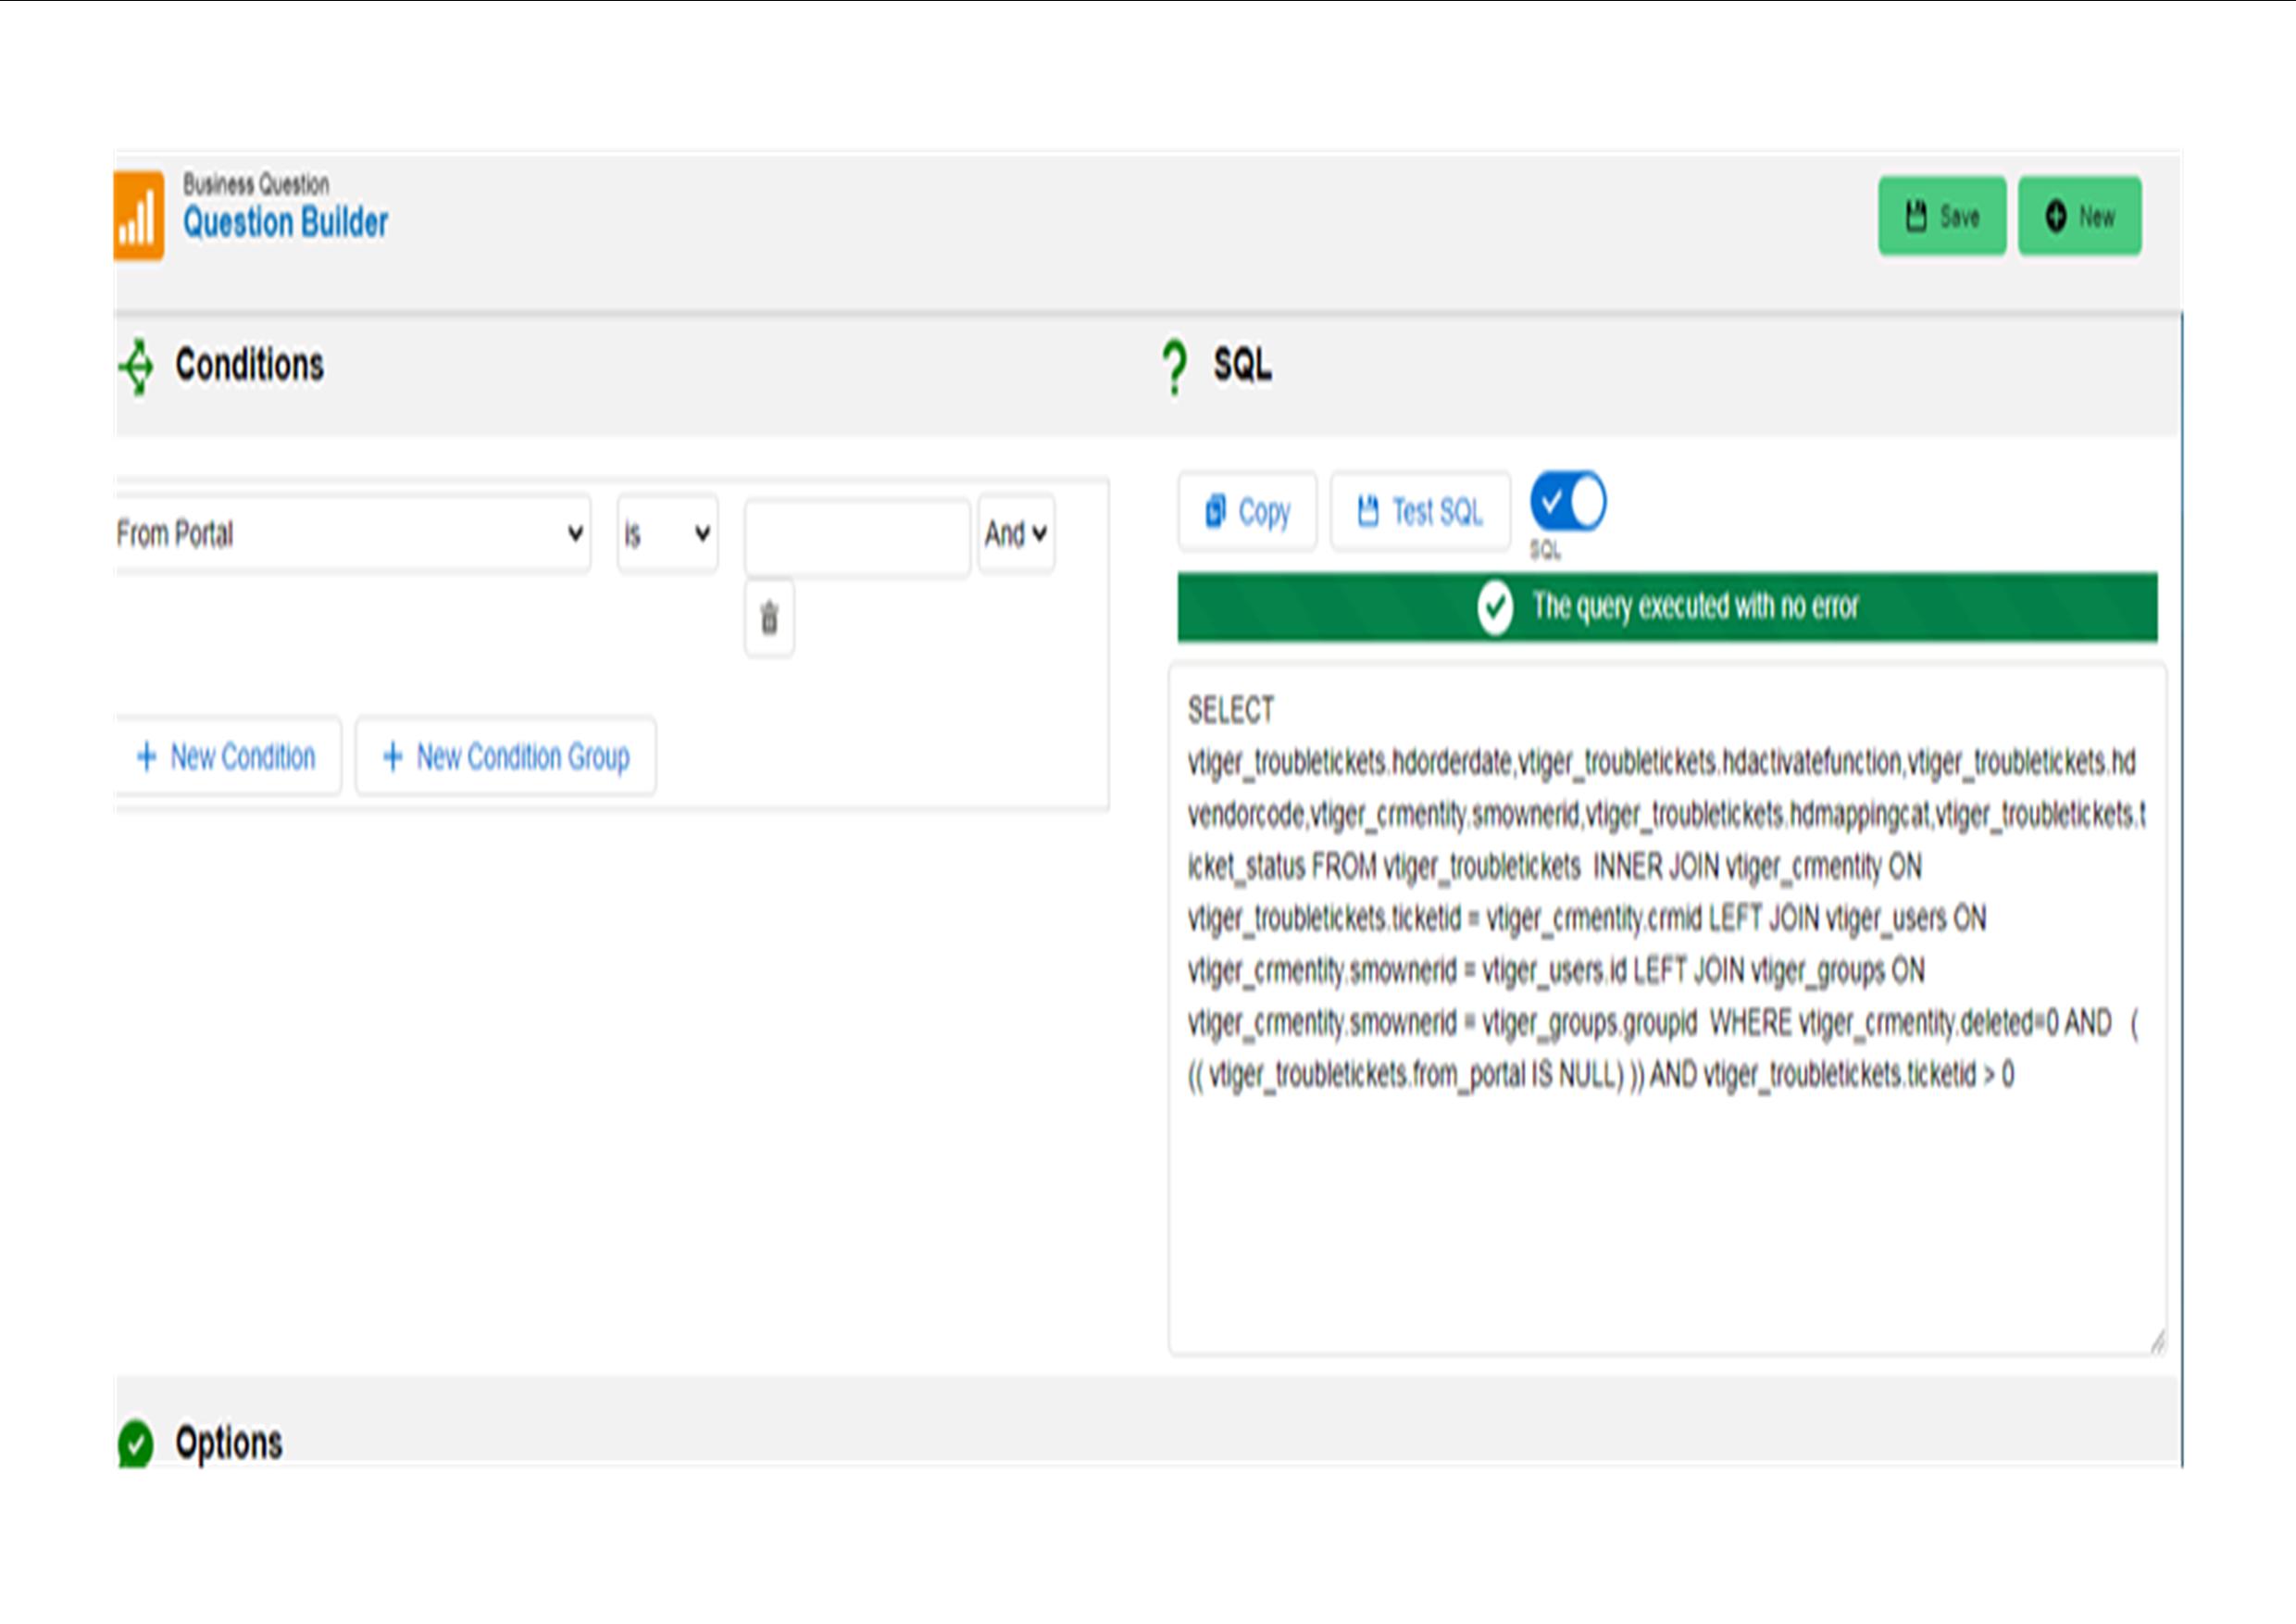 Business Question
Question Builder
Save
New
Conditions
SQL
From Portal
is
And
Copy
Test SQL
SQL
The query executed with no error
New Condition
New Condition Group
SELECT
vtiger_troubletickets.hdorderdate,vtiger_troubletickets.hdactivatefunction,vtiger_troubletickets.hd
vendorcode,vtiger_crmentity.smownerid,vtiger_troubletickets.hdmappingcat,vtiger_troubletickets.t
icket_status FROM vtiger_troubletickets  INNER JOIN vtiger_crmentity ON
vtiger_troubletickets.ticketid = vtiger_crmentity.crmid LEFT JOIN vtiger_users ON
vtiger_crmentity.smownerid = vtiger_users.id LEFT JOIN vtiger_groups ON
vtiger_crmentity.smownerid = vtiger_groups.groupid  WHERE vtiger_crmentity.deleted=0 AND   (
(( vtiger_troubletickets.from_portal IS NULL) )) AND vtiger_troubletickets.ticketid > 0
Options